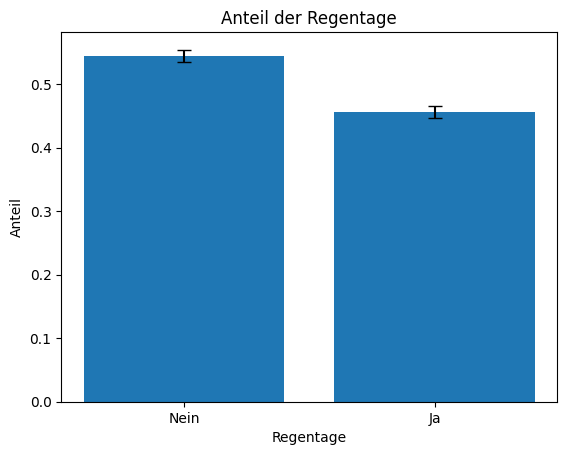 Anteil der Regentage
0.5
0.4
0.3
0.2
0.1
0.0
Anteil
Nein
Ja
Regentage